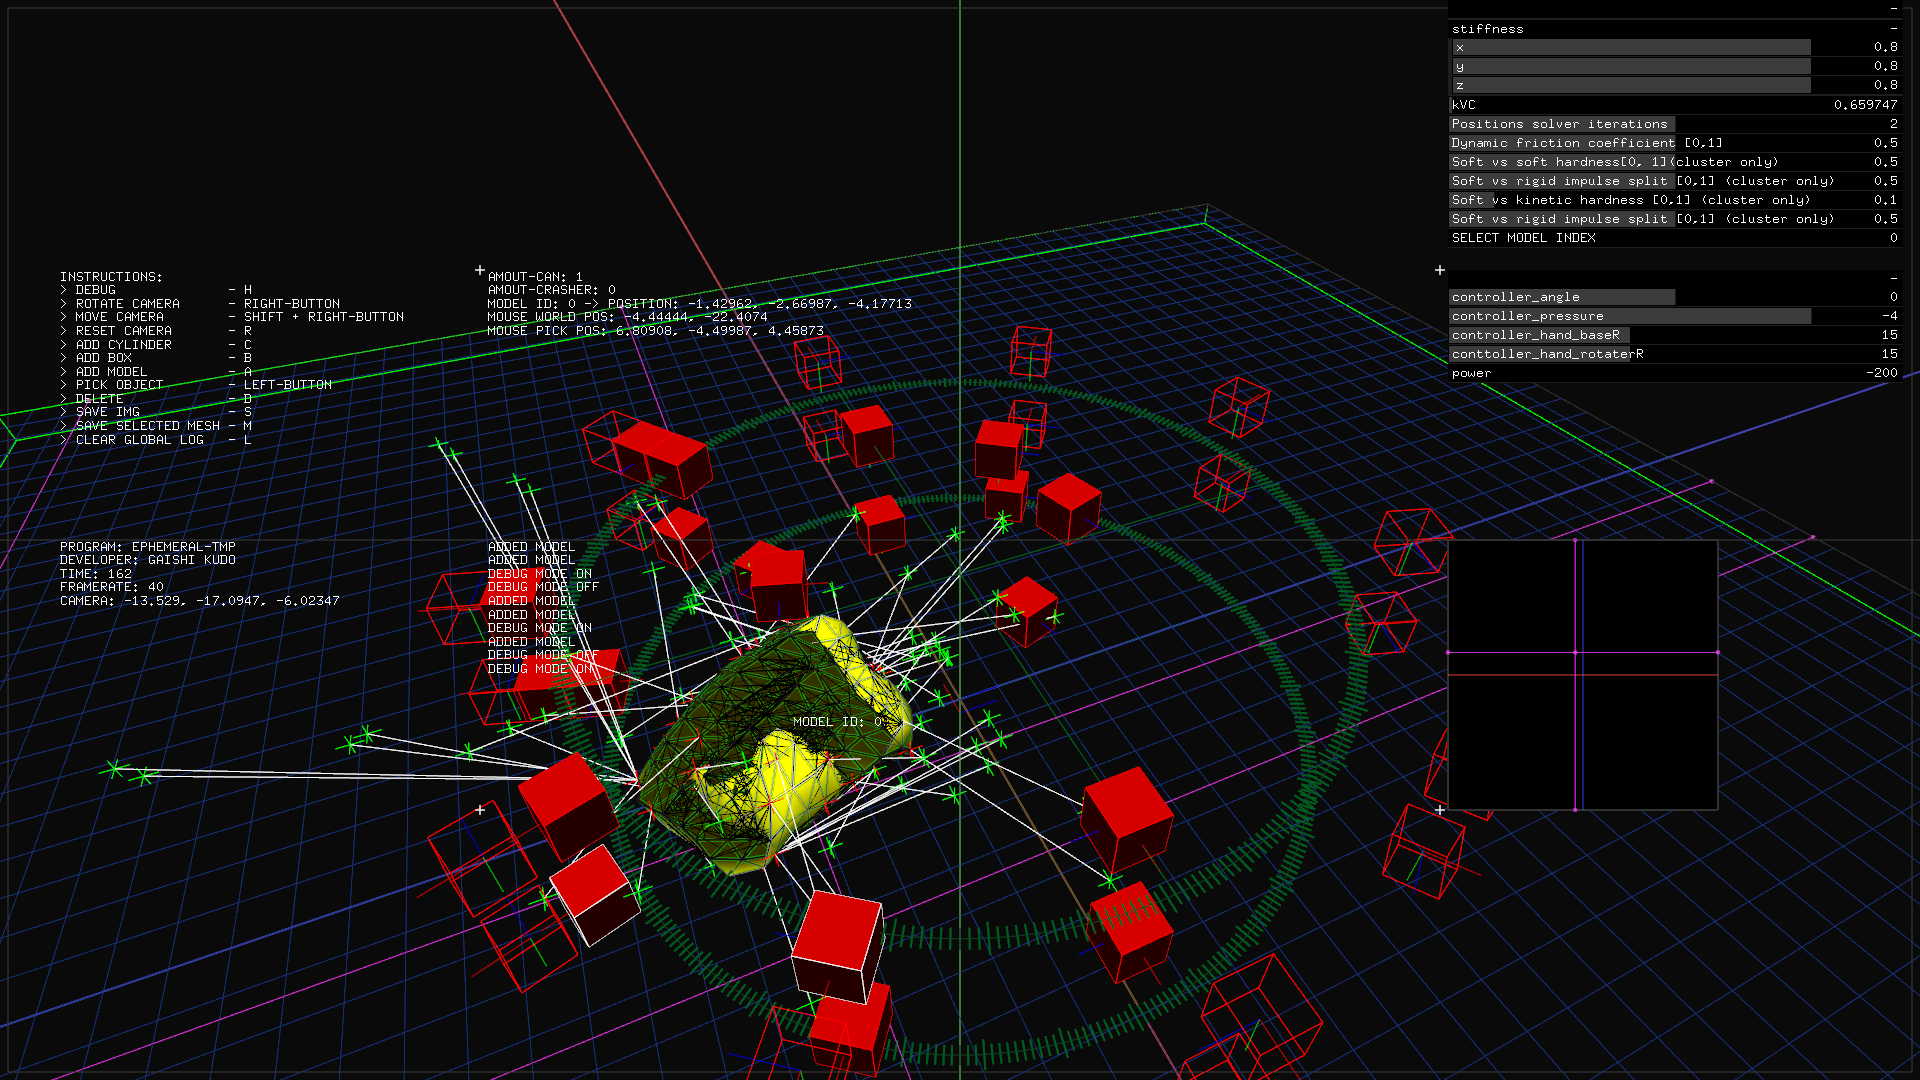 -
stiffness -
x 0.8
y 0.8
z 0.8
kVC 0.659747
Positions solver iterations 2
Dynamic friction coefficient [0,1] 0.5
Soft vs soft hardness[0, 1](cluster only) 0.5
Soft vs rigid impulse split [0,1] (cluster only) 0.5
Soft vs kinetic hardness [0,1] (cluster only) 0.1
Soft vs rigid impulse split [0,1] (cluster only) 0.5
SELECT MODEL INDEX 0
-
controller_angle 0
controller_pressure -4
controller_hand_baseR 15
conttoller_hand_rotaterR 15
power -200
INSTRUCTIONS:
> DEBUG - H
> ROTATE CAMERA - RIGHT-BUTTON
> MOVE CAMERA - SHIFT + RIGHT-BUTTON
> RESET CAMERA - R
> ADD CYLINDER - C
> ADD BOX - B
> ADD MODEL - A
> PICK OBJECT - LEFT-BUTTON
> DELETE - D
> SAVE IMG - S
> SAVE SELECTED MESH - M
> CLEAR GLOBAL LOG - L
AMOUT-CAN: 1
AMOUT-CRASHER: 0
MODEL ID: 0 -> POSITION: -1.42962, -2.66987, -4.17713
MOUSE WORLD POS: -4.44444, -22.4074
MOUSE PICK POS: 6.80908, -4.49987, 4.45873
PROGRAM: EPHEMERAL-TMP
DEVELOPER: GAISHI KUDO
TIME: 162
FRAMERATE: 40
CAMERA: -13.529, -17.0947, -6.02347
ADDED MODEL
ADDED MODEL
DEBUG MODE ON
DEBUG MODE OFF
ADDED MODEL
ADDED MODEL
DEBUG MODE ON
ADDED MODEL
DEBUG MODE OFF
DEBUG MODE ON
MODEL ID: 0